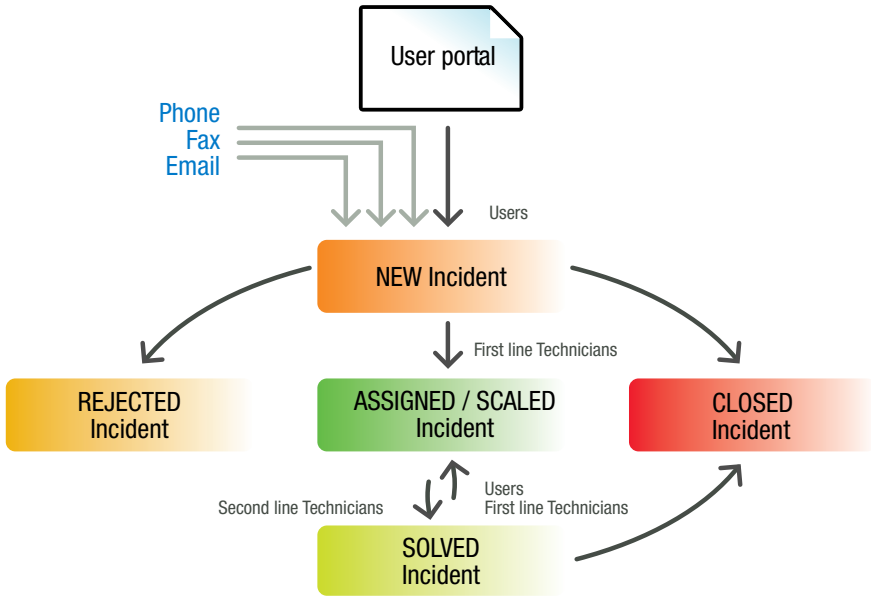 User portal
Phone
Fax
Email
Users
NEW Incident
First line Technicians
REJECTED
Incident
ASSIGNED / SCALED
Incident
CLOSED
Incident
Second line Technicians
Users
First line Technicians
SOLVED
Incident